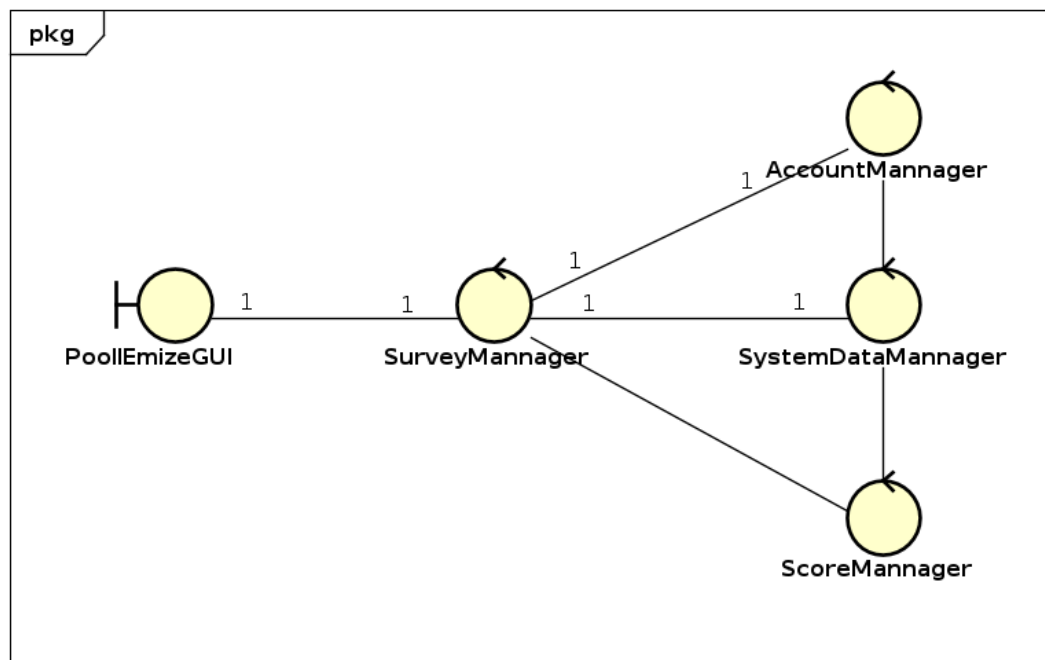 pkg
AccountMannager
1
1
1
1
1
1
PoollEmizeGUI
SurveyMannager
SystemDataMannager
ScoreMannager